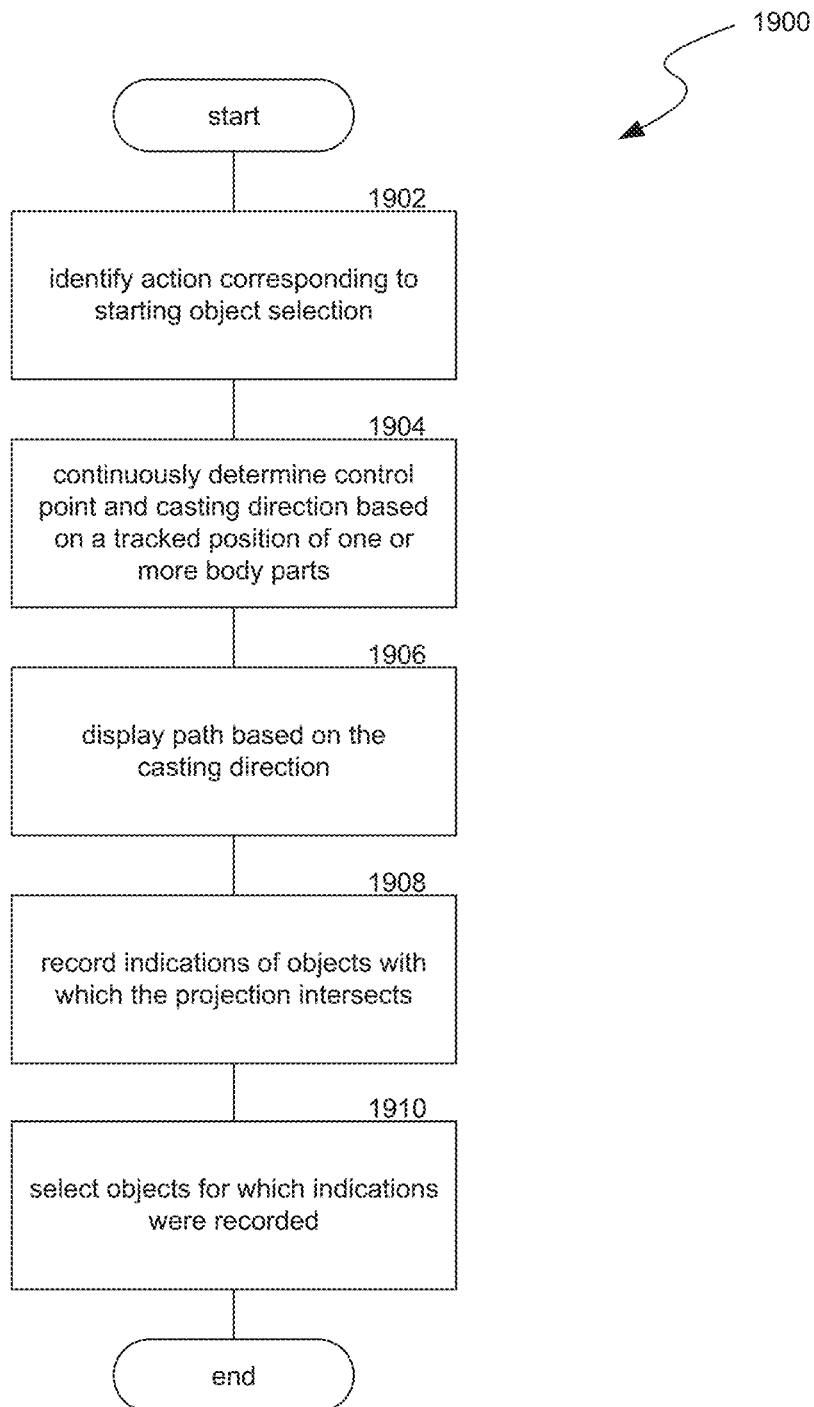 1900
start
1902
identify action corresponding to
starting object selection
1904
continuously determine control
point and casting direction based
on a tracked position of one or
more body parts
1906
display path based on the
casting direction
1908
record indications of objects with
which the projection intersects
1910
select objects for which indications
were recorded
end